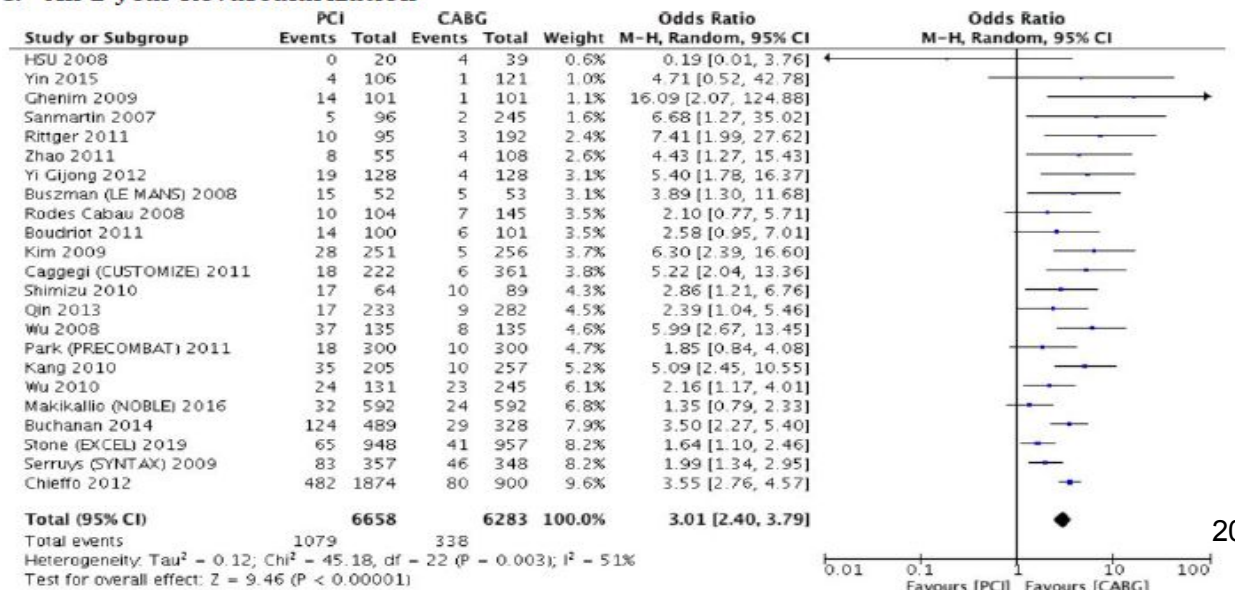 PCI CABG Odds Ratio Odds Ratio
Study or Subgroup Events Total Events Total Weight M-H, Random, 95% CI M-H, Random, 95% CI
HSU 2008 0 20 4 39 0.6% 0.19 [0.01, 3.76]
Yin 2015 4 106 1 121 1.0% 4.71 [0.52, 42.78]
Ghenim 2009 14 101 1 101 1.1% 16.09 [2.07, 124.88]
Sanmartin 2007 5 96 2 245 1.6% 6.68 [1.27, 35.02]
Rittger 2011 10 95 3 192 2.4% 7.41 [1.99, 27.62]
Zhao 2011 8 55 4 108 2.6% 4.43 [1.27, 15.43]
Yi Gijong 2012 19 128 4 128 3.1% 5.40 [1.78, 16.37]
Buszman (LE MANS) 2008 15 52 5 53 3.1% 3.89 [1.30, 11.68]
Rodes Cabau 2008 10 104 7 145 3.5% 2.10 [0.77, 5.71]
Boudriot 2011 14 100 6 101 3.5% 2.58 [0.95, 7.01]
Kim 2009 28 251 5 256 3.7% 6.30 [2.39, 16.60]
Caggegi (CUSTOMIZE) 2011 18 222 6 361 3.8% 5.22 [2.04, 13.36]
Shimizu 2010 17 64 10 89 4.3% 2.86 [1.21, 6.76]
Qin 2013 17 233 9 282 4.5% 2.39 [1.04, 5.46]
Wu 2008 37 135 8 135 4.6% 5.99 [2.67, 13.45]
Park (PRECOMBAT) 2011 18 300 10 300 4.7% 1.85 [0.84, 4.08]
Kang 2010 35 205 10 257 5.2% 5.09 [2.45, 10.55]
Wu 2010 24 131 23 245 6.1% 2.16 [1.17, 4.01]
Makikallio (NOBLE) 2016 32 592 24 592 6.8% 1.35 [0.79, 2.33]
Buchanan 2014 124 489 29 328 7.9% 3.50 [2.27, 5.40]
Stone (EXCEL) 2019 65 948 41 957 8.2% 1.64 [1.10, 2.46]
Serruys (SYNTAX) 2009 83 357 46 348 8.2% 1.99 [1.34, 2.95]
Chieffo 2012 482 1874 80 900 9.6% 3.55 [2.76, 4.57]
Total (95% CI) 6658 6283 100.0% 3.01 [2.40, 3.79]
Total events 1079 338
Heterogeneity: Tau² = 0.12; Chi² = 45.18, df = 22 (P = 0.003); I² = 51%
Test for overall effect: Z = 9.46 (P < 0.00001)
0.01 0.1 1 10 100
Favours [PCI] Favours [CABG]
20